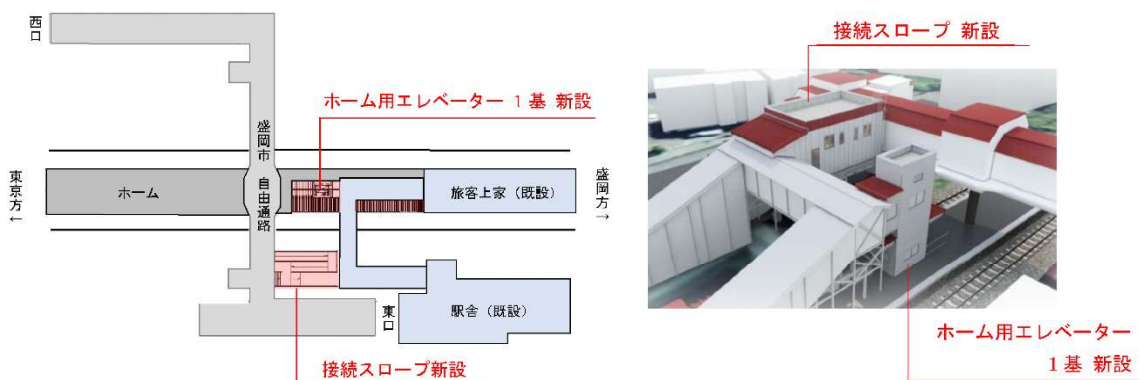 西口
ホーム用エレベーター 1 基 新設
盛岡市 自由通路
東京方
←
ホーム
旅客上家（既設）
盛岡方
→
東口
駅舎（既設）
接続スロープ新設
接続スロープ 新設
ホーム用エレベーター
1 基 新設